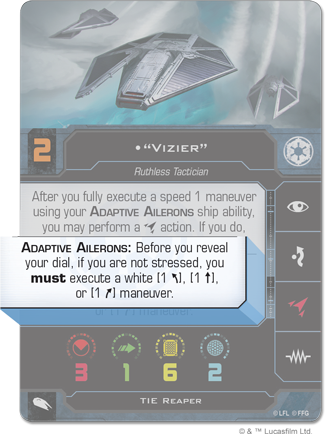 2
• "VIZIER"
Ruthless Tactician
After you fully execute a speed 1 maneuver
using your ADAPTIVE AILERONS ship ability,
you may perform a action. If you do,
ADAPTIVE AILERONS: Before you reveal
your dial, if you are not stressed, you
must execute a white [1 ↰], [1 ↑],
or [1 ↱] maneuver.
3 1 6 2
TIE REAPER
©LFL ©FFG
© & ™ Lucasfilm Ltd.